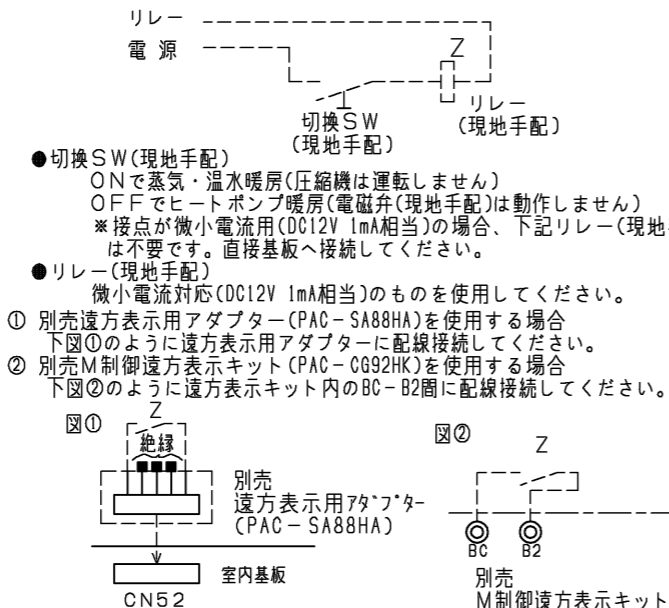 リレー
電源
Z
切換SW
(現地手配)
リレー
(現地手配)
●切換SW(現地手配)
ONで蒸気・温水暖房(圧縮機は運転しません)
OFFでヒートポンプ暖房(電磁弁(現地手配)は動作しません)
※接点が微小電流用(DC12V 1mA相当)の場合、下記リレー(現地
は不要です。直接基板へ接続してください。
●リレー(現地手配)
微小電流対応(DC12V 1mA相当)のものを使用してください。
① 別売遠方表示用アダプター(PAC-SA88HA)を使用する場合
下図①のように遠方表示用アダプターに配線接続してください。
② 別売M制御遠方表示キット(PAC-CG92HK)を使用する場合
下図②のように遠方表示キット内のBC-B2間に配線接続してください。
図①
Z
絶縁
別売
遠方表示用アダプター
(PAC-SA88HA)
室内基板
CN52
図②
Z
BC
B2
別売
M制御遠方表示キット